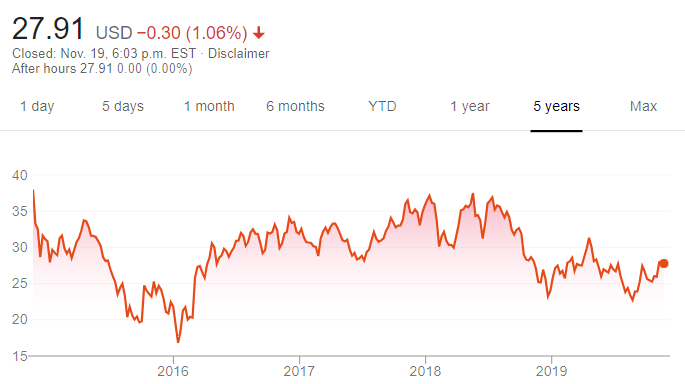 27.91 USD −0.30 (1.06%)
Closed: Nov. 19, 6:03 p.m. EST · Disclaimer
After hours 27.91 0.00 (0.00%)
1 day 5 days 1 month 6 months YTD 1 year 5 years Max
40
35
30
25
20
15
2016 2017 2018 2019